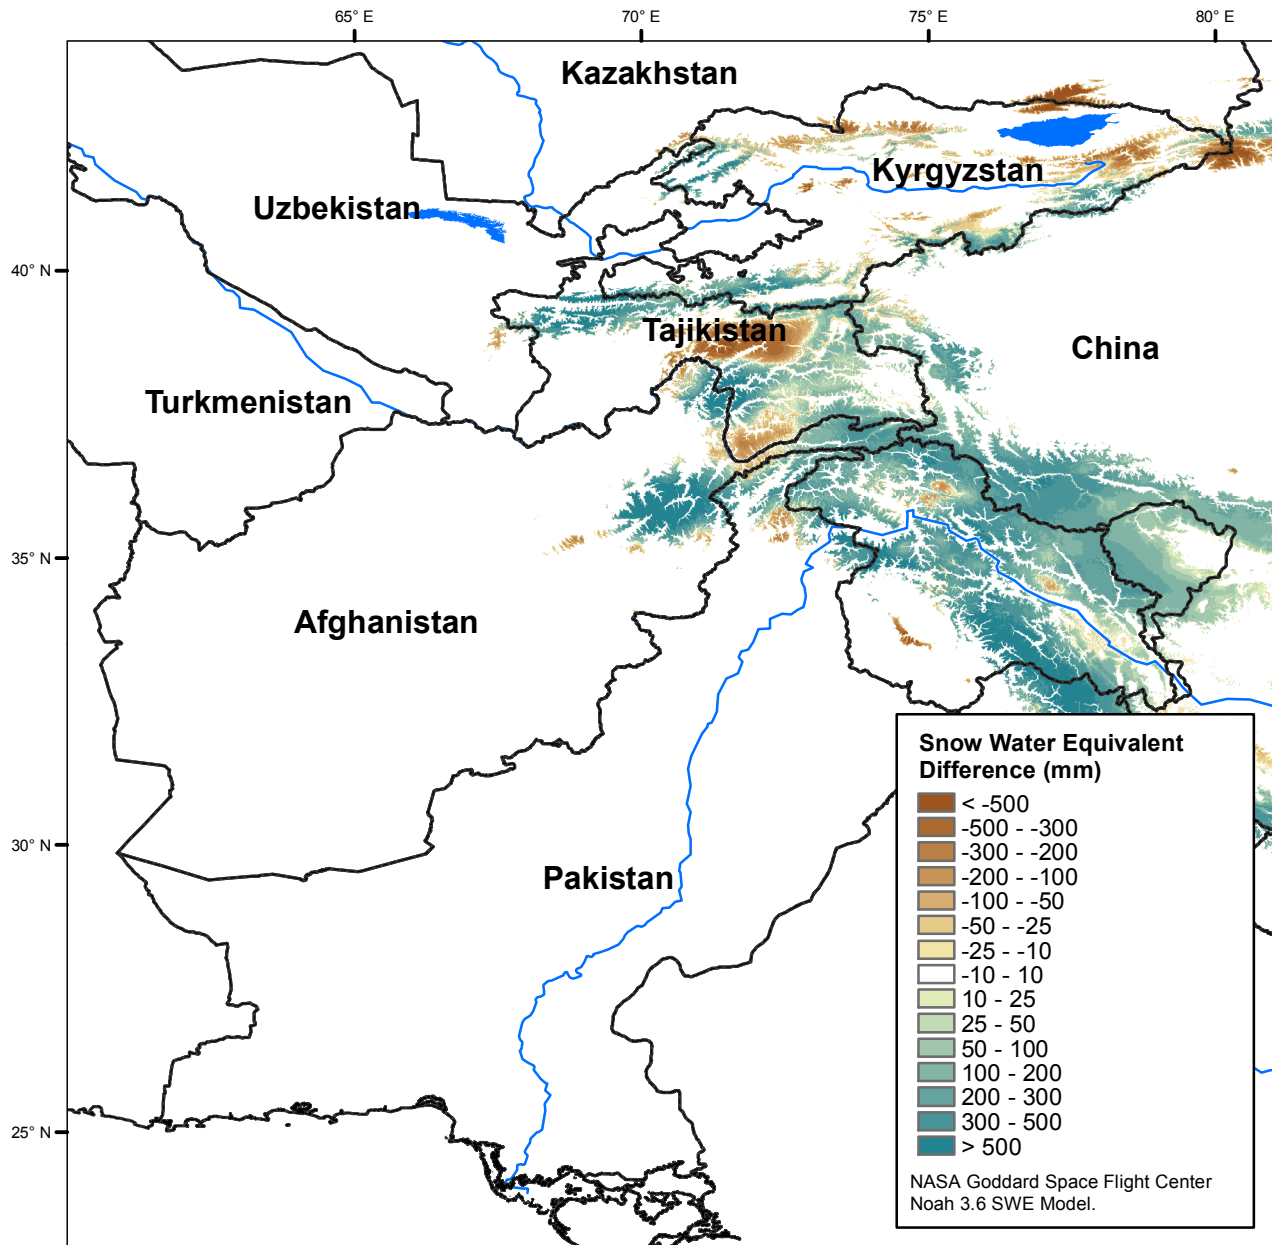 65° E
70° E
75° E
80° E
Kazakhstan
Kyrgyzstan
Uzbekistan
40° N
Tajikistan
China
Turkmenistan
35° N
Afghanistan
30° N
Pakistan
25° N
Snow Water Equivalent
Difference (mm)
< -500
-500 - -300
-300 - -200
-200 - -100
-100 - -50
-50 - -25
-25 - -10
-10 - 10
10 - 25
25 - 50
50 - 100
100 - 200
200 - 300
300 - 500
> 500
NASA Goddard Space Flight Center
Noah 3.6 SWE Model.